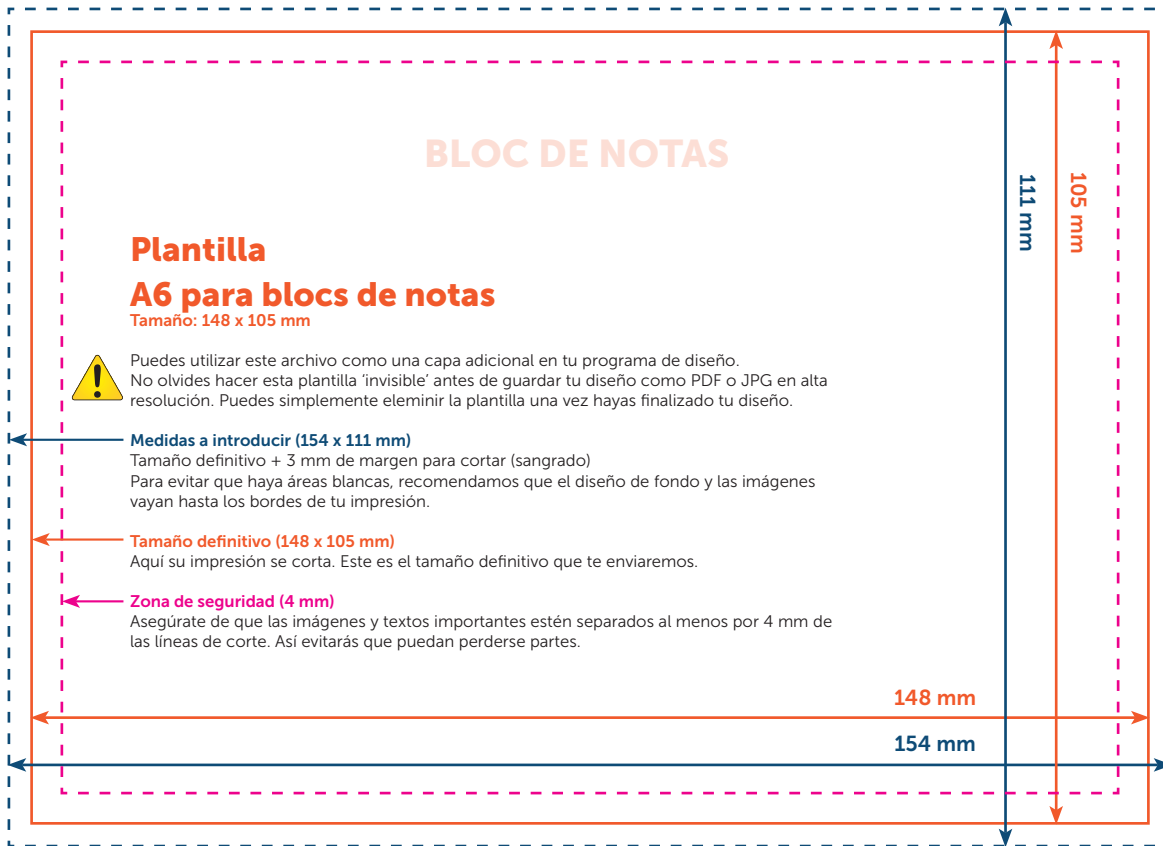 BLOC DE NOTAS
111 mm
105 mm
Plantilla
A6 para blocs de notas
Tamaño: 148 x 105 mm
Puedes utilizar este archivo como una capa adicional en tu programa de diseño.
No olvides hacer esta plantilla ‘invisible’ antes de guardar tu diseño como PDF o JPG en alta
resolución. Puedes simplemente eleminir la plantilla una vez hayas finalizado tu diseño.
Medidas a introducir (154 x 111 mm)
Tamaño definitivo + 3 mm de margen para cortar (sangrado)
Para evitar que haya áreas blancas, recomendamos que el diseño de fondo y las imágenes
vayan hasta los bordes de tu impresión.
Tamaño definitivo (148 x 105 mm)
Aquí su impresión se corta. Este es el tamaño definitivo que te enviaremos.
Zona de seguridad (4 mm)
Asegúrate de que las imágenes y textos importantes estén separados al menos por 4 mm de
las líneas de corte. Así evitarás que puedan perderse partes.
148 mm
154 mm